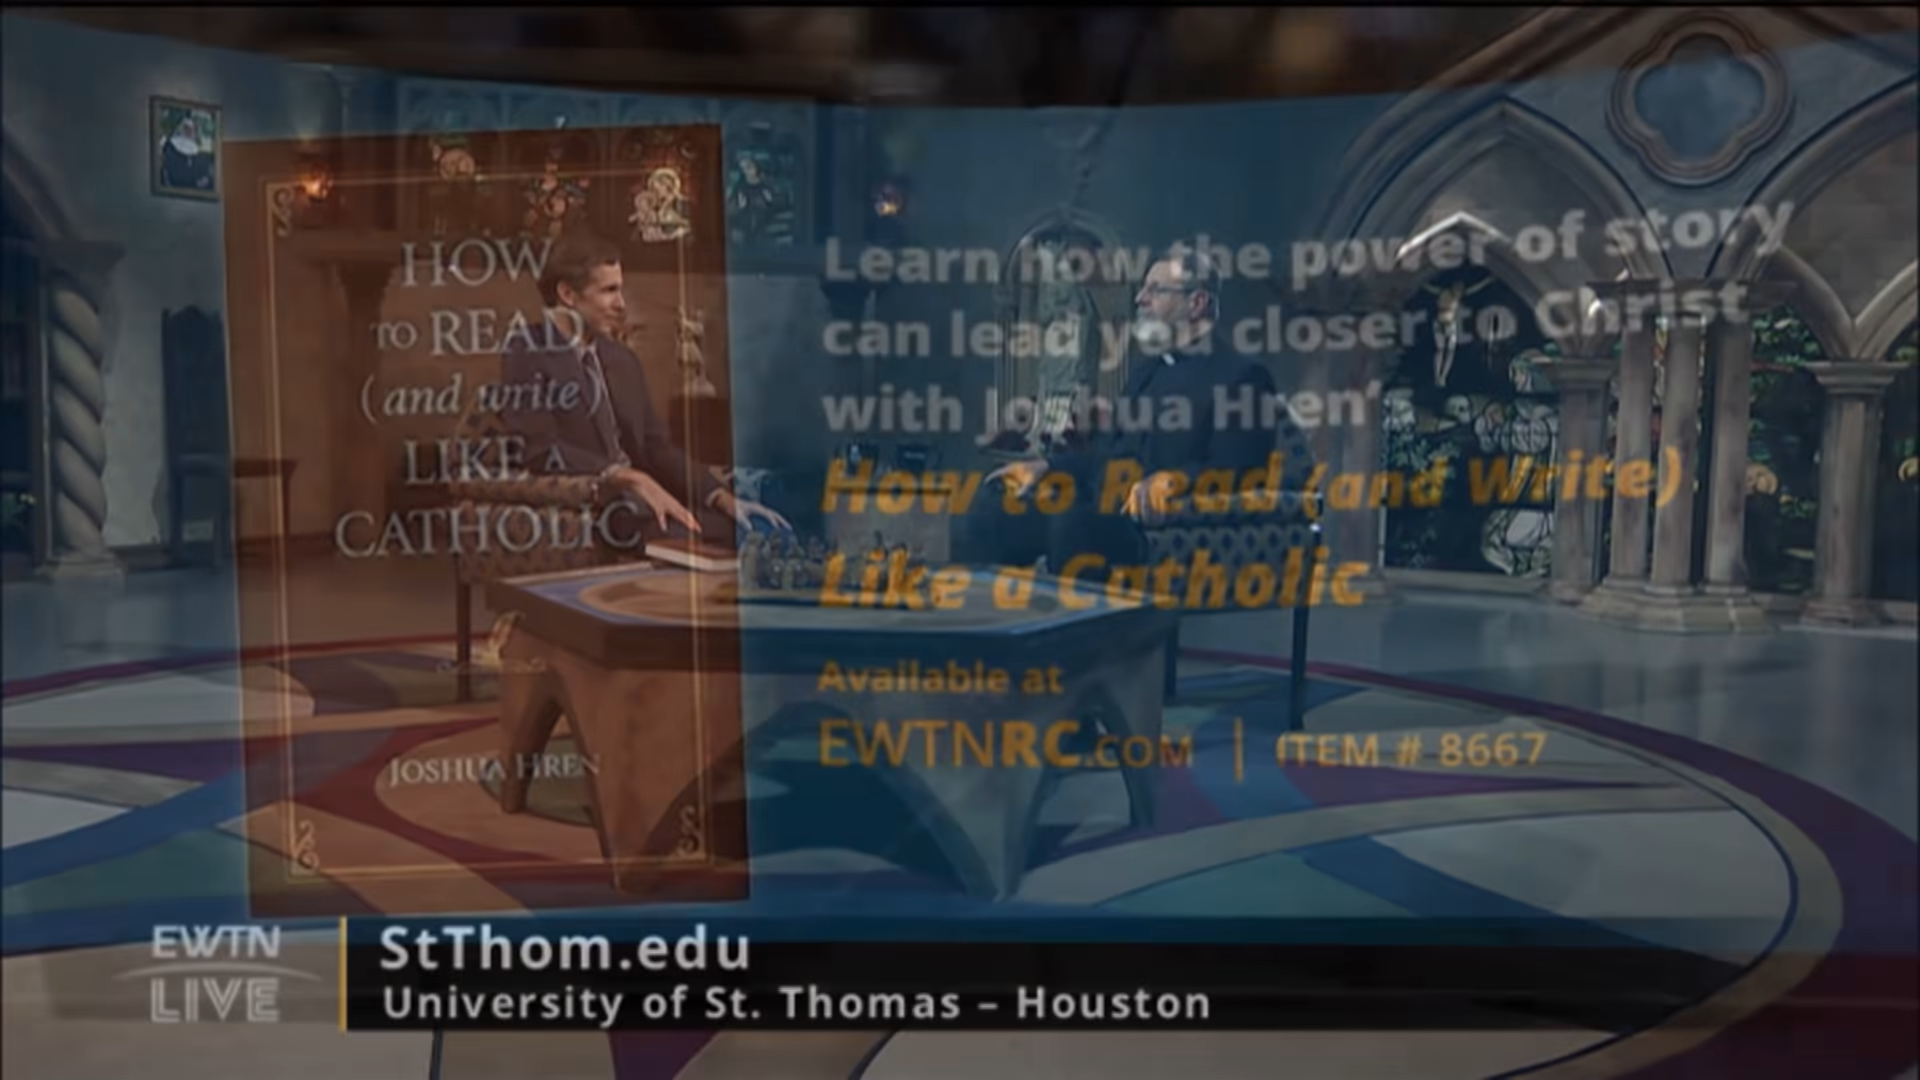 HOW
TO READ
(and write)
LIKE A
CATHOLIC
JOSHUA HREN
Learn how the power of story
can lead you closer to Christ
with Joshua Hren'
How to Read (and Write)
Like a Catholic
Available at
EWTNRC.COM | ITEM # 8667
EWTN
LIVE
StThom.edu
University of St. Thomas – Houston